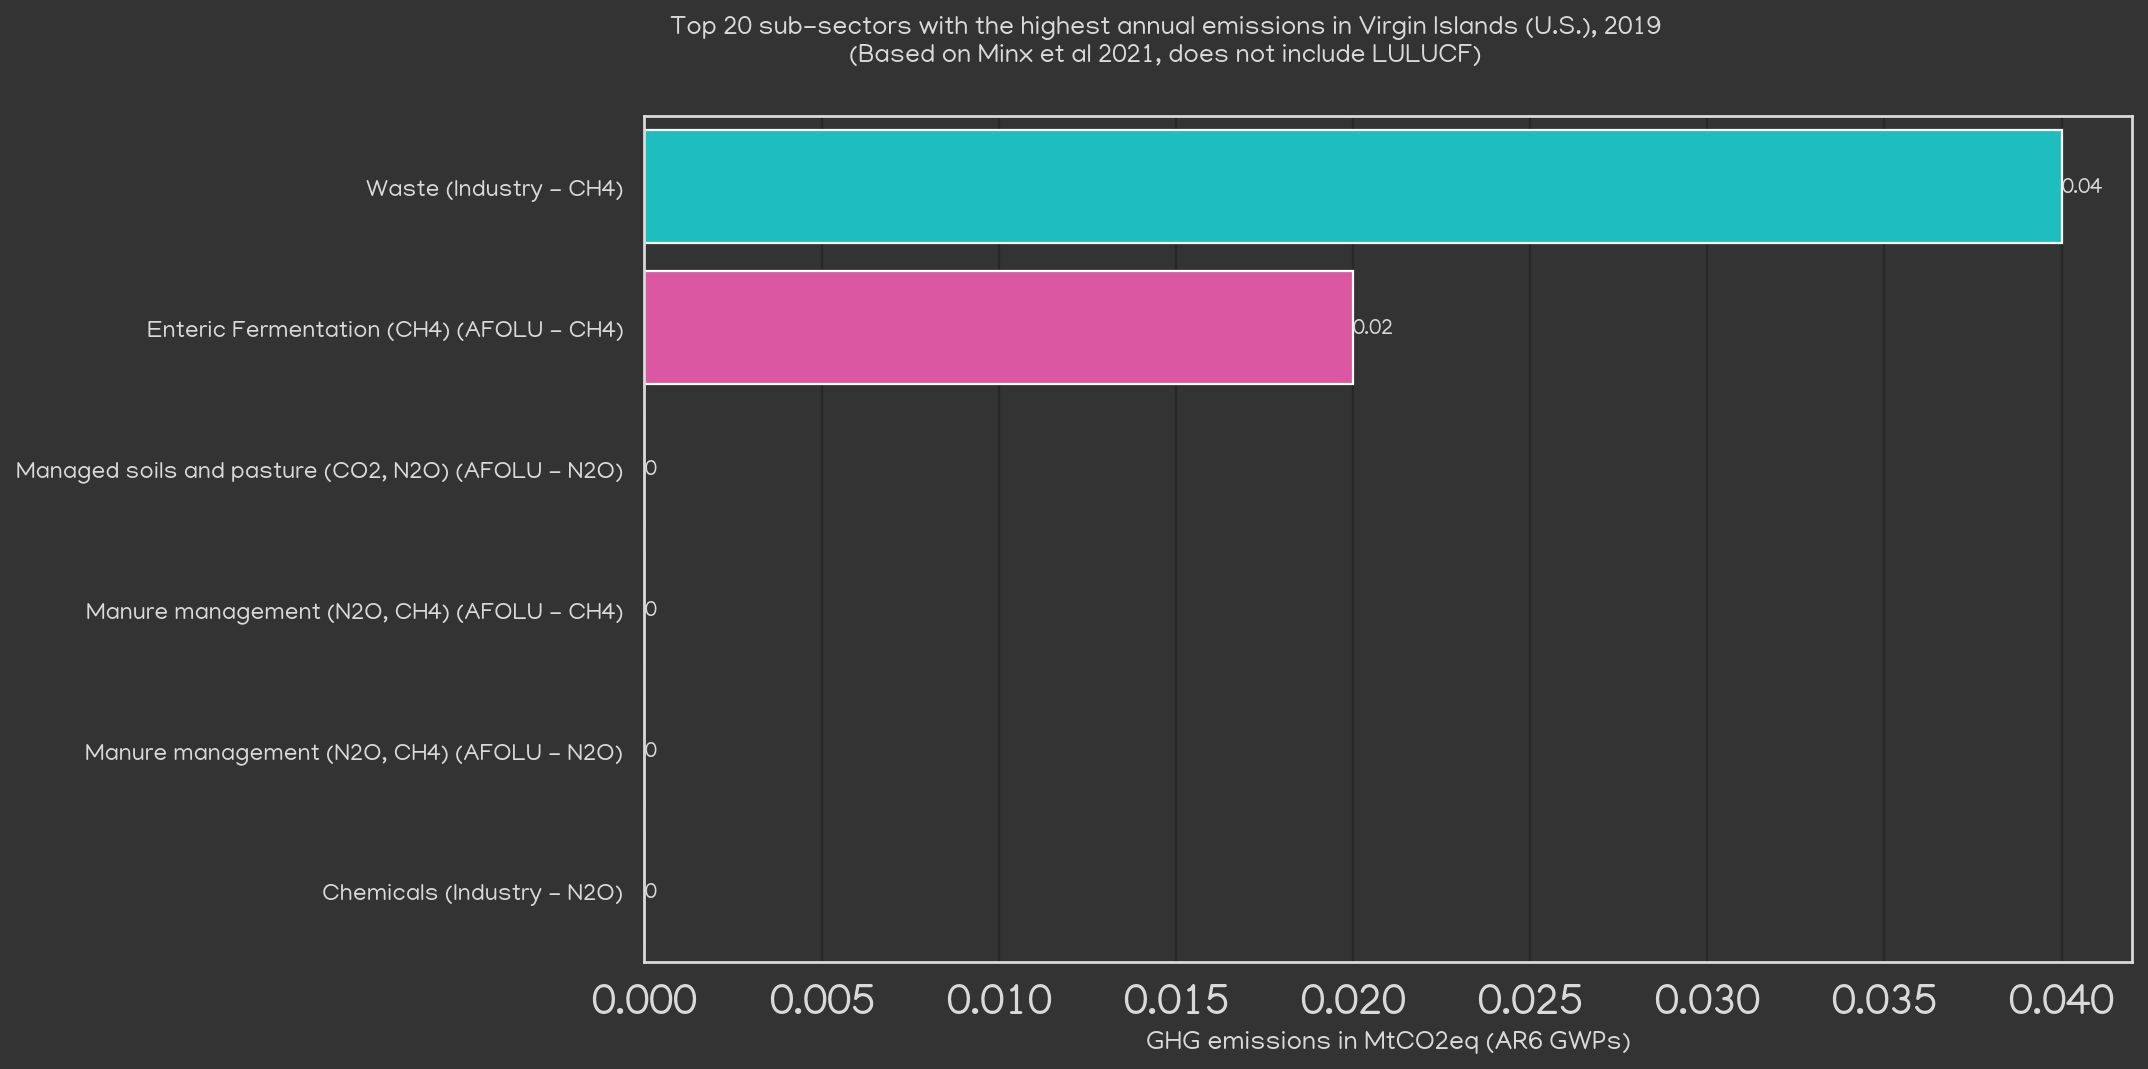 Top 20 sub-sectors with the highest annual emissions in Virgin Islands (U.S.), 2019
(Based on Minx et al 2021, does not include LULUCF)
Waste (Industry - CH4)
0.04
Enteric Fermentation (CH4) (AFOLU - CH4)
0.02
Managed soils and pasture (CO2, N2O) (AFOLU - N2O)
0
Manure management (N2O, CH4) (AFOLU - CH4)
0
Manure management (N2O, CH4) (AFOLU - N2O)
0
Chemicals (Industry - N2O)
0
0.000 0.005 0.010 0.015 0.020 0.025 0.030 0.035 0.040
GHG emissions in MtCO2eq (AR6 GWPs)